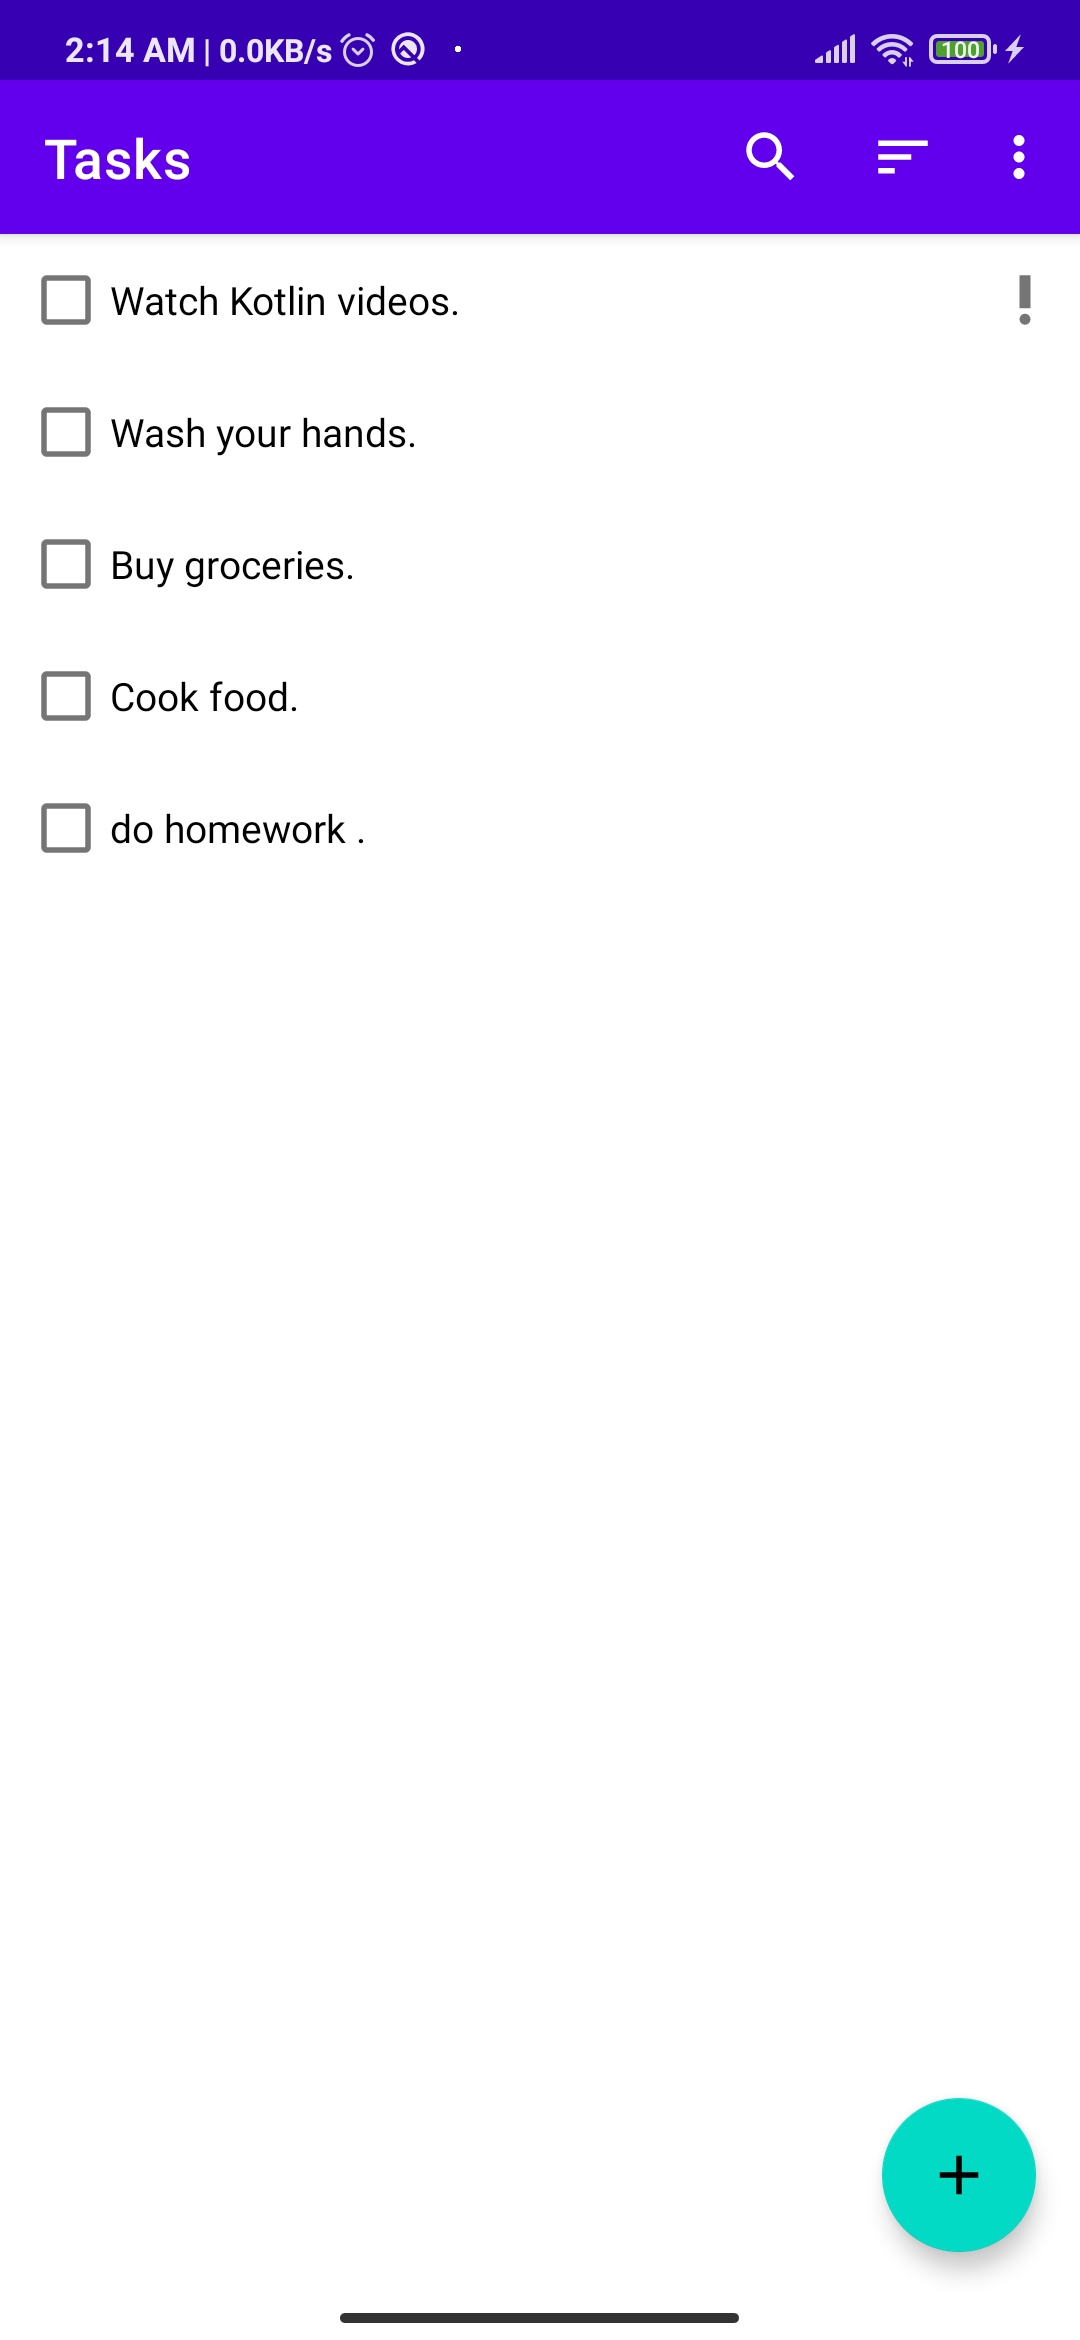 2:14 AM | 0.0KB/s 100
Tasks
Watch Kotlin videos.
Wash your hands.
Buy groceries.
Cook food.
do homework .